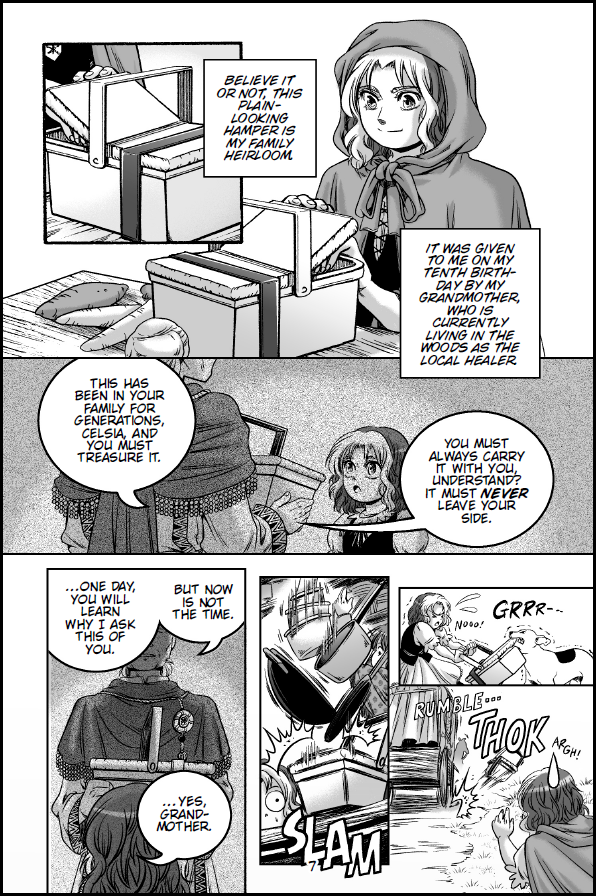 BELIEVE IT
OR NOT, THIS
PLAIN-
LOOKING
HAMPER IS
MY FAMILY
HEIRLOOM.
IT WAS GIVEN
TO ME ON MY
TENTH BIRTH-
DAY BY MY
GRANDMOTHER,
WHO IS
CURRENTLY
LIVING IN THE
WOODS AS THE
LOCAL HEALER.
THIS HAS
BEEN IN YOUR
FAMILY FOR
GENERATIONS,
CELSIA, AND
YOU MUST
TREASURE IT.
YOU MUST
ALWAYS CARRY
IT WITH YOU,
UNDERSTAND?
IT MUST NEVER
LEAVE YOUR
SIDE.
...ONE DAY,
YOU WILL
LEARN
WHY I ASK
THIS OF
YOU.
BUT NOW
IS NOT
THE TIME.
...YES,
GRAND-
MOTHER.
SLAM
NOOO!
GRRR---
RUMBLE...
THOK
ARGH!
7